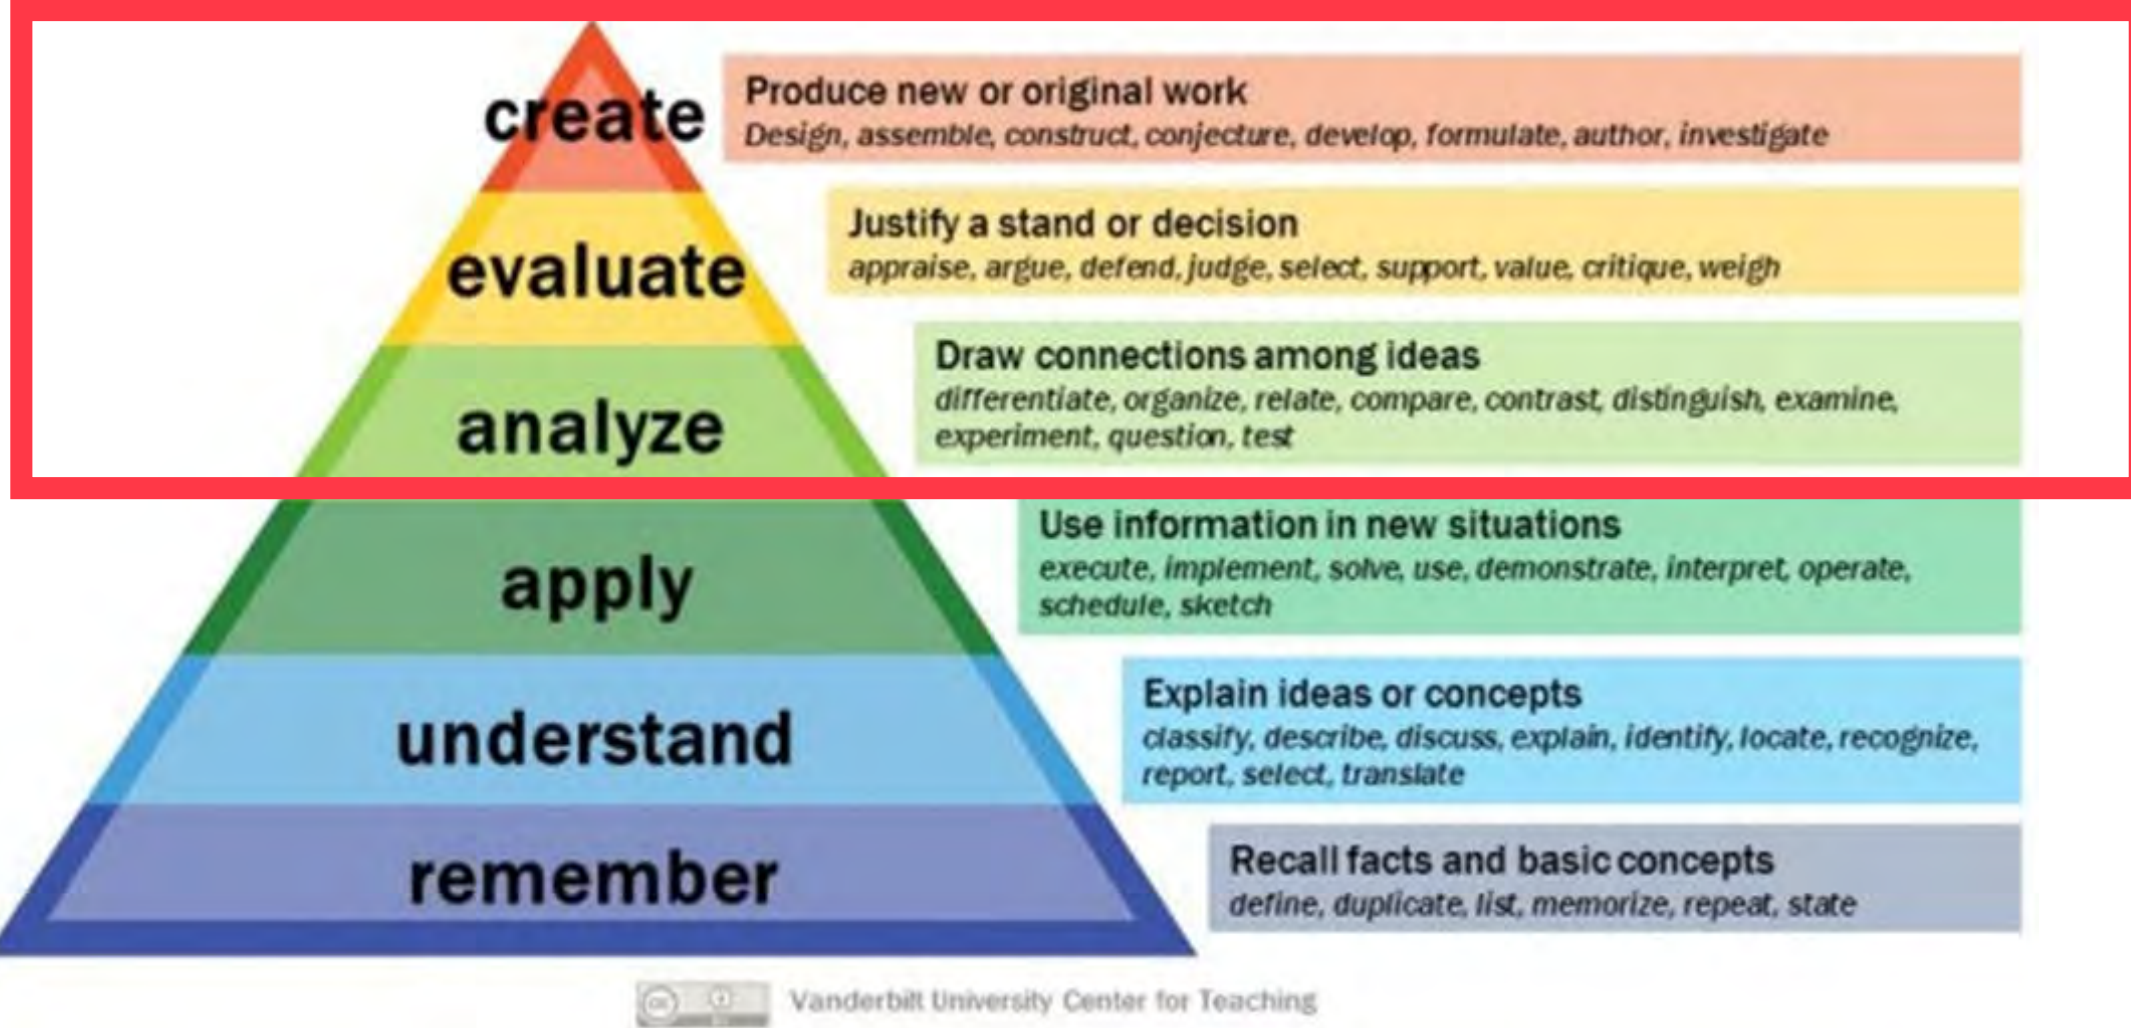 create
Produce new or original work
Design, assemble, construct, conjecture, develop, formulate, author, investigate
evaluate
Justify a stand or decision
appraise, argue, defend, judge, select, support, value, critique, weigh
analyze
Draw connections among ideas
differentiate, organize, relate, compare, contrast, distinguish, examine,
experiment, question, test
apply
Use information in new situations
execute, implement, solve, use, demonstrate, interpret, operate,
schedule, sketch
understand
Explain ideas or concepts
classify, describe, discuss, explain, identify, locate, recognize,
report, select, translate
remember
Recall facts and basic concepts
define, duplicate, list, memorize, repeat, state
Vanderbilt University Center for Teaching